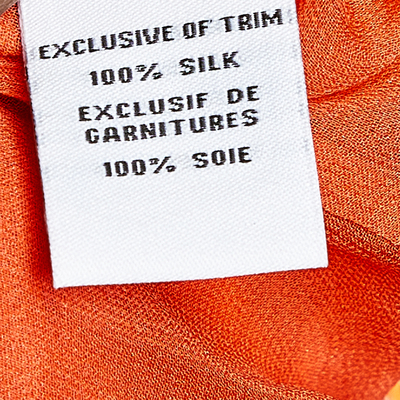 EXCLUSIVE OF TRIM
100% SILK
EXCLUSIF DE
GARNITURES
100% SOIE